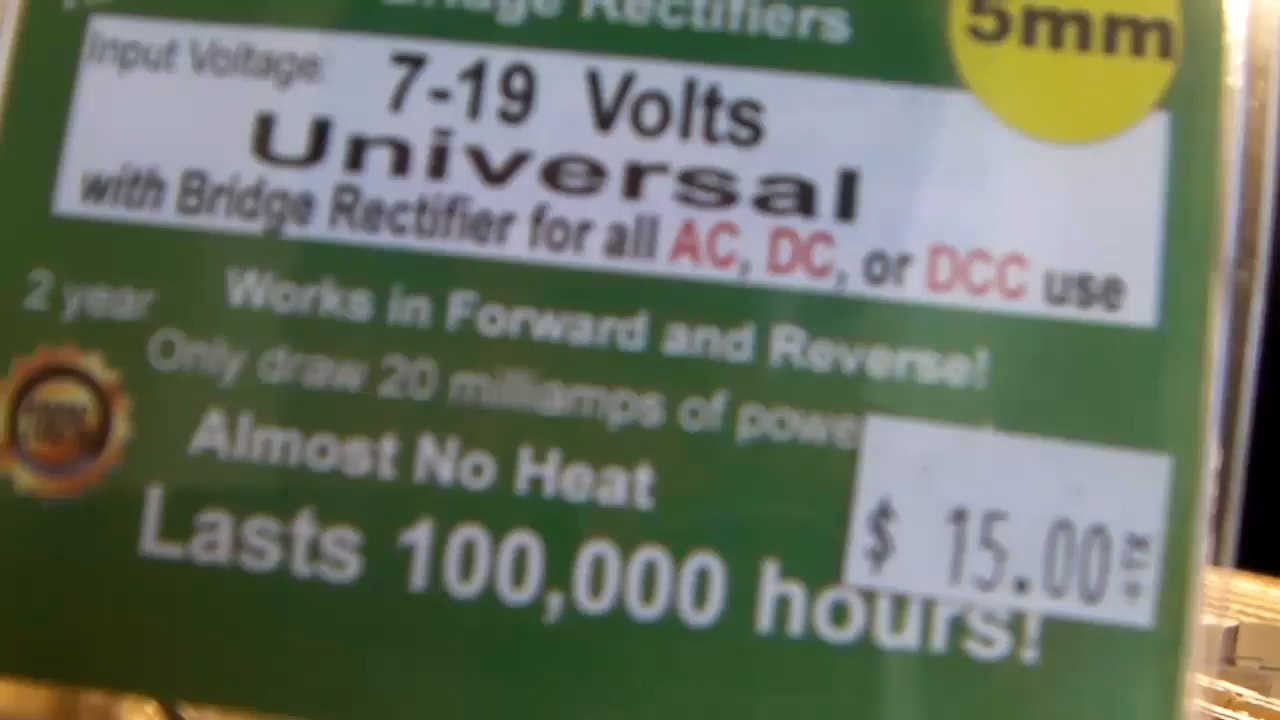 Bridge Rectifiers
5mm
Input Voltage: 7-19 Volts
Universal
with Bridge Rectifier for all AC, DC, or DCC use
2 year
Works in Forward and Reverse!
Only draw 20 milliamps of power
100%
Almost No Heat
$ 15.00
Lasts 100,000 hours!